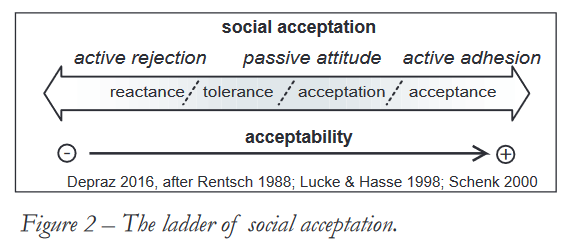 social acceptation
active rejection passive attitude active adhesion
reactance tolerance acceptation acceptance
acceptability
- +
Depraz 2016, after Rentsch 1988; Lucke & Hasse 1998; Schenk 2000
Figure 2 – The ladder of social acceptation.